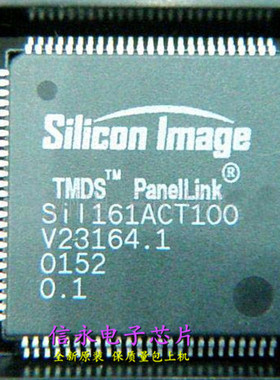 Silicon Image
TMDS™ PanelLink®
SiI161ACT100
V23164.1
0152
0.1
信永电子芯片
全新原装 保质量包上机